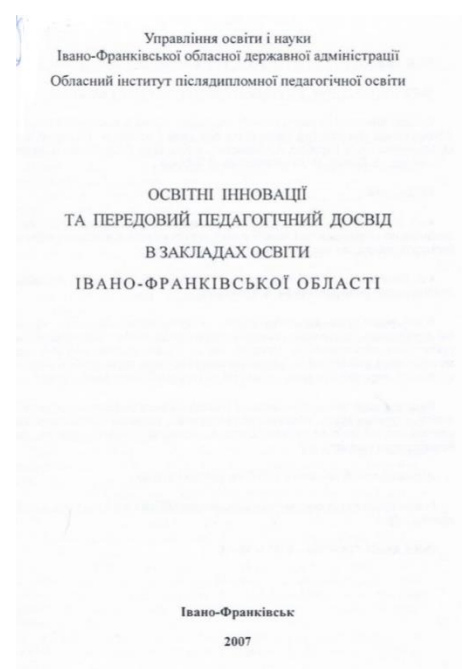 Управління освіти і науки
Івано-Франківської обласної державної адміністрації
Обласний інститут післядипломної педагогічної освіти
ОСВІТНІ ІННОВАЦІЇ
ТА ПЕРЕДОВИЙ ПЕДАГОГІЧНИЙ ДОСВІД
В ЗАКЛАДАХ ОСВІТИ
ІВАНО-ФРАНКІВСЬКОЇ ОБЛАСТІ
Івано-Франківськ
2007